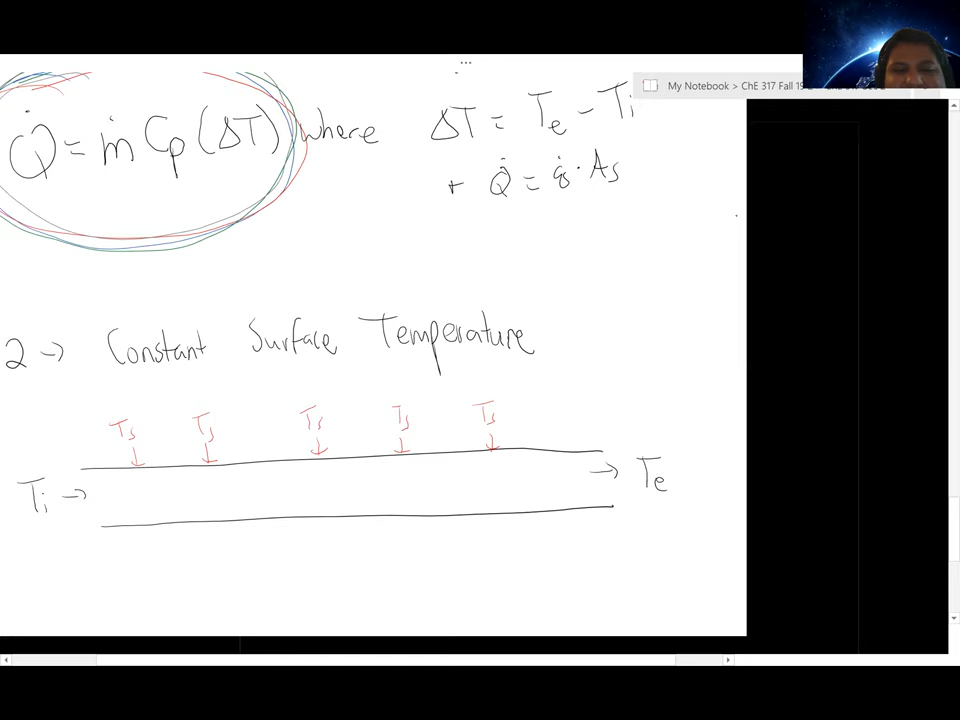 My Notebook > ChE 317 Fall 19
Q̇ = ṁ Cp (ΔT) where ΔT = Te − Ti
+ Q̇ = q̇ · As
2 → Constant Surface Temperature
Ts Ts Ts Ts Ts
Ti → → Te